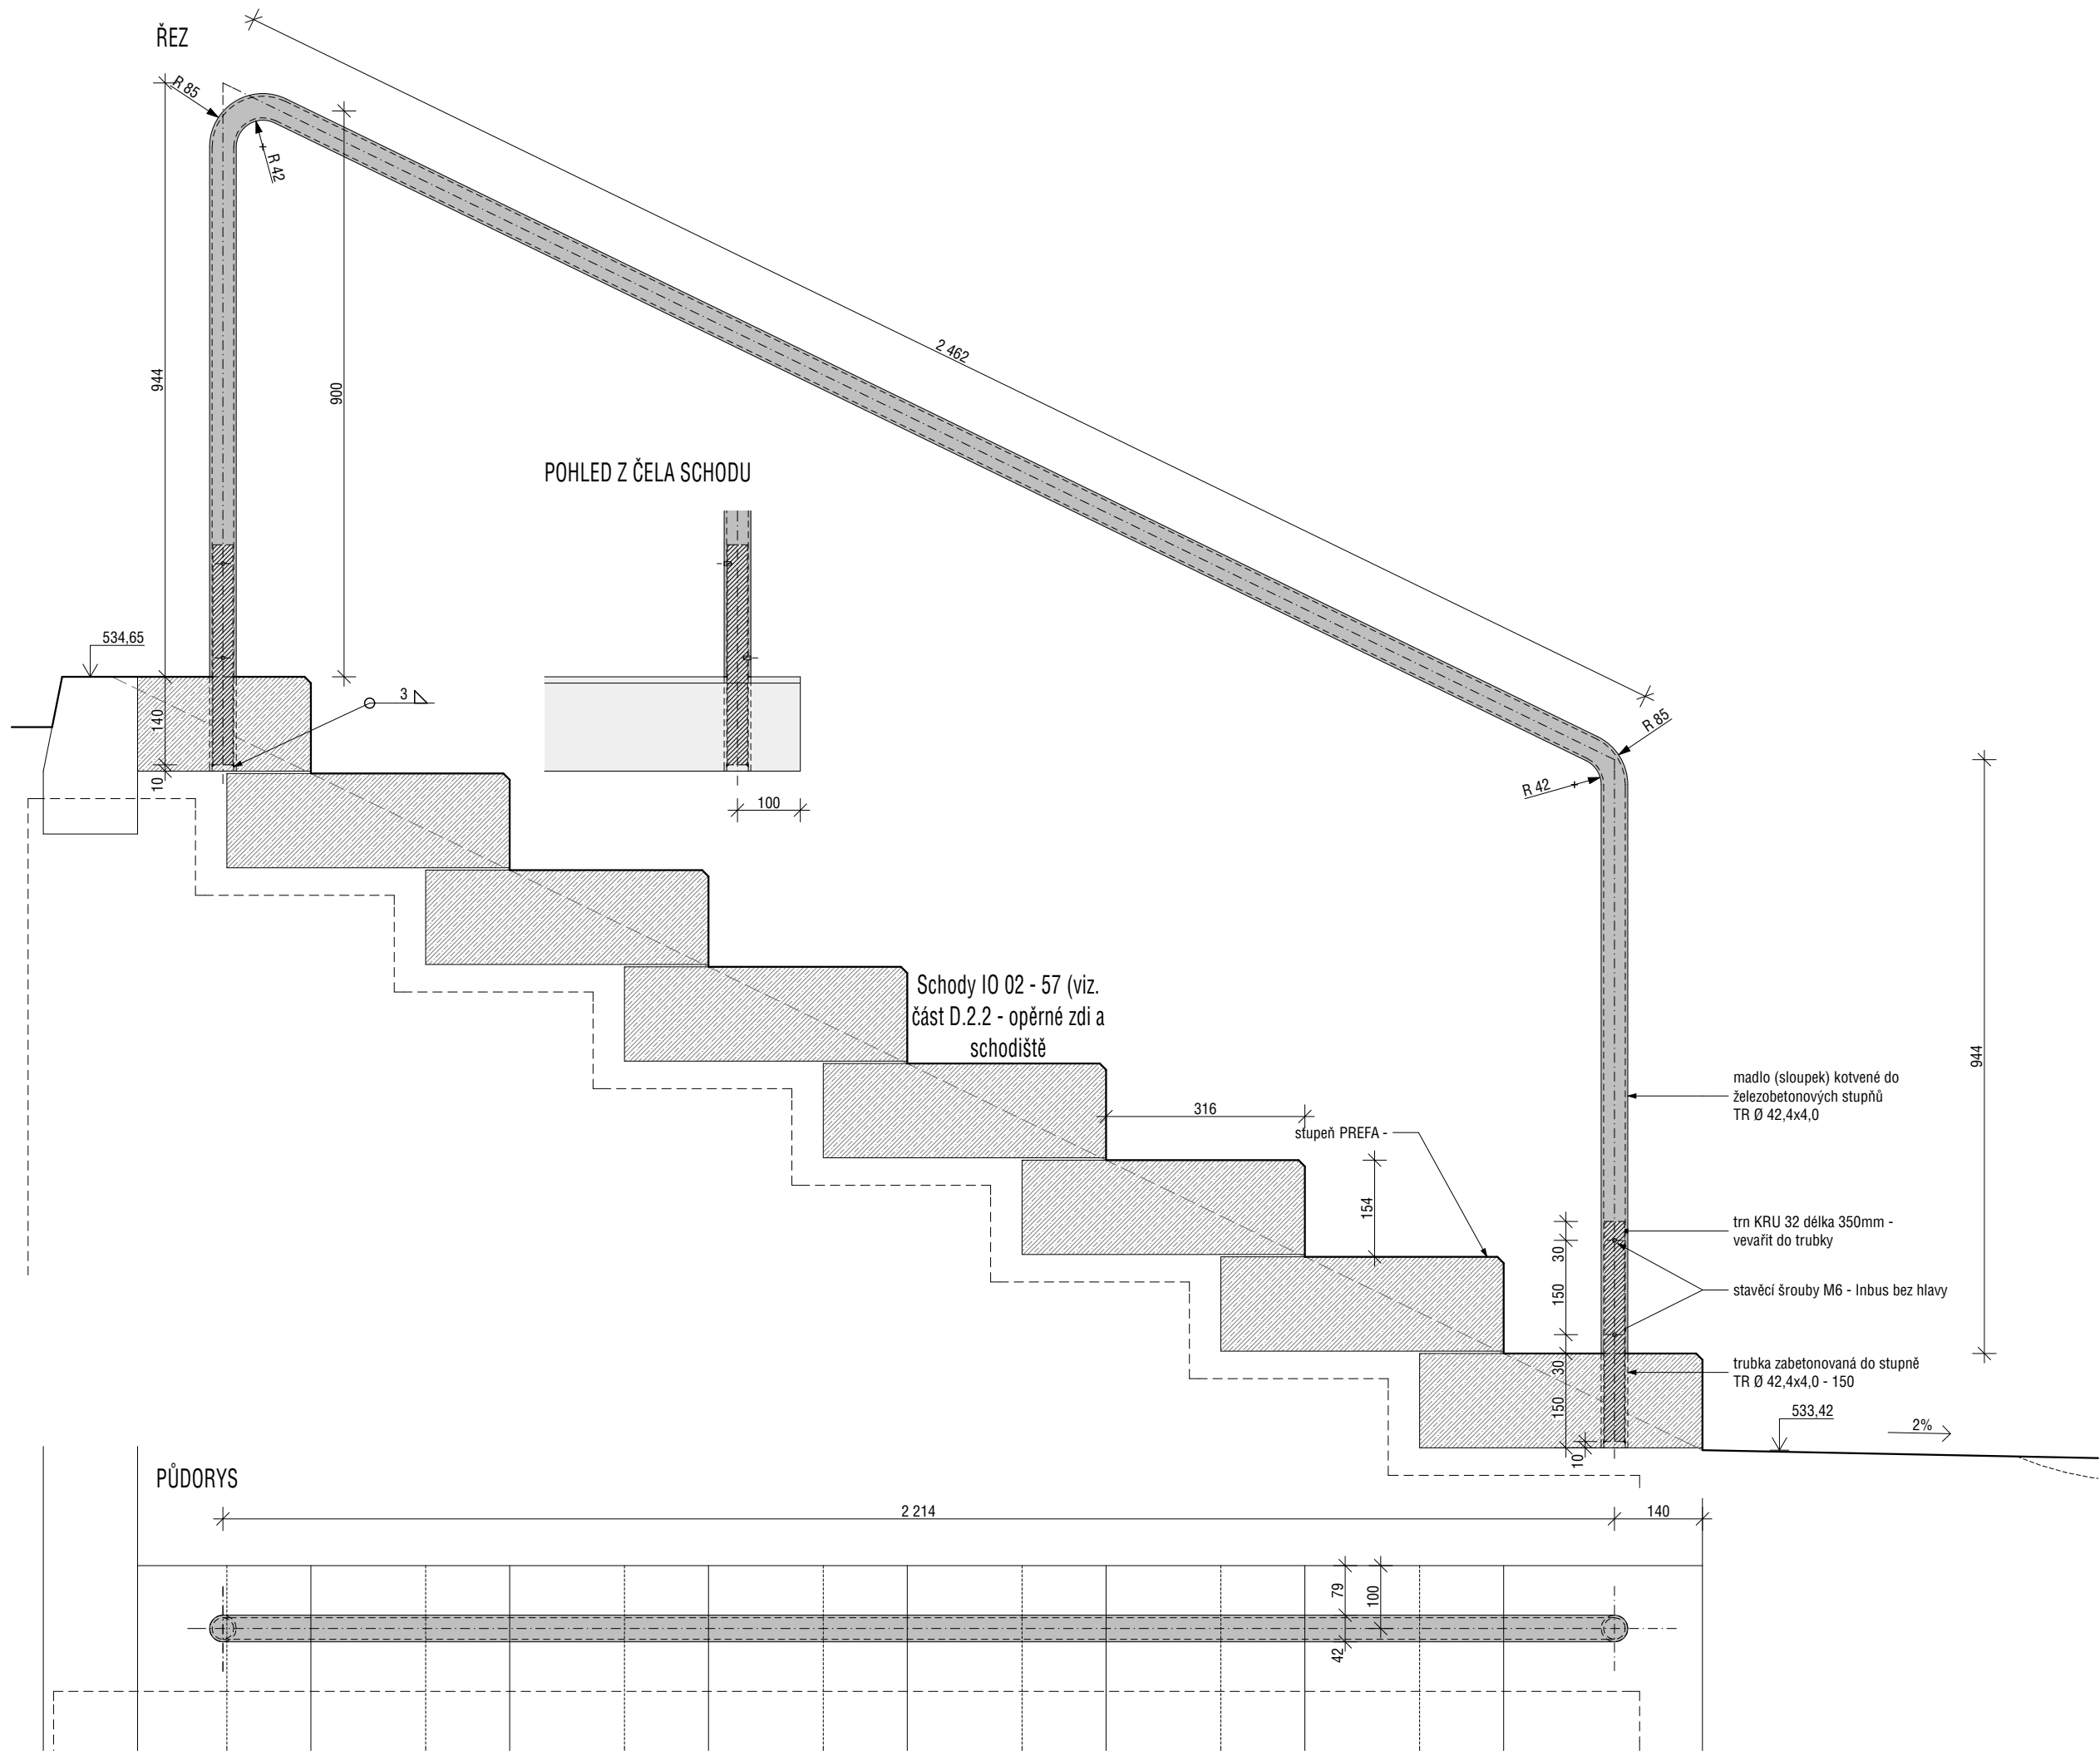 ŘEZ
R 85
R 42
944
900
2 462
POHLED Z ČELA SCHODU
534,65
3
140
10
100
R 85
R 42
Schody IO 02 - 57 (viz.
část D.2.2 - opěrné zdi a
schodiště
316
stupeň PREFA -
154
944
madlo (sloupek) kotvené do
železobetonových stupňů
TR Ø 42,4x4,0
trn KRU 32 délka 350mm -
vevařit do trubky
30
150
stavěcí šrouby M6 - Inbus bez hlavy
30
150
trubka zabetonovaná do stupně
TR Ø 42,4x4,0 - 150
533,42
2%
10
PŮDORYS
2 214
140
79
100
42